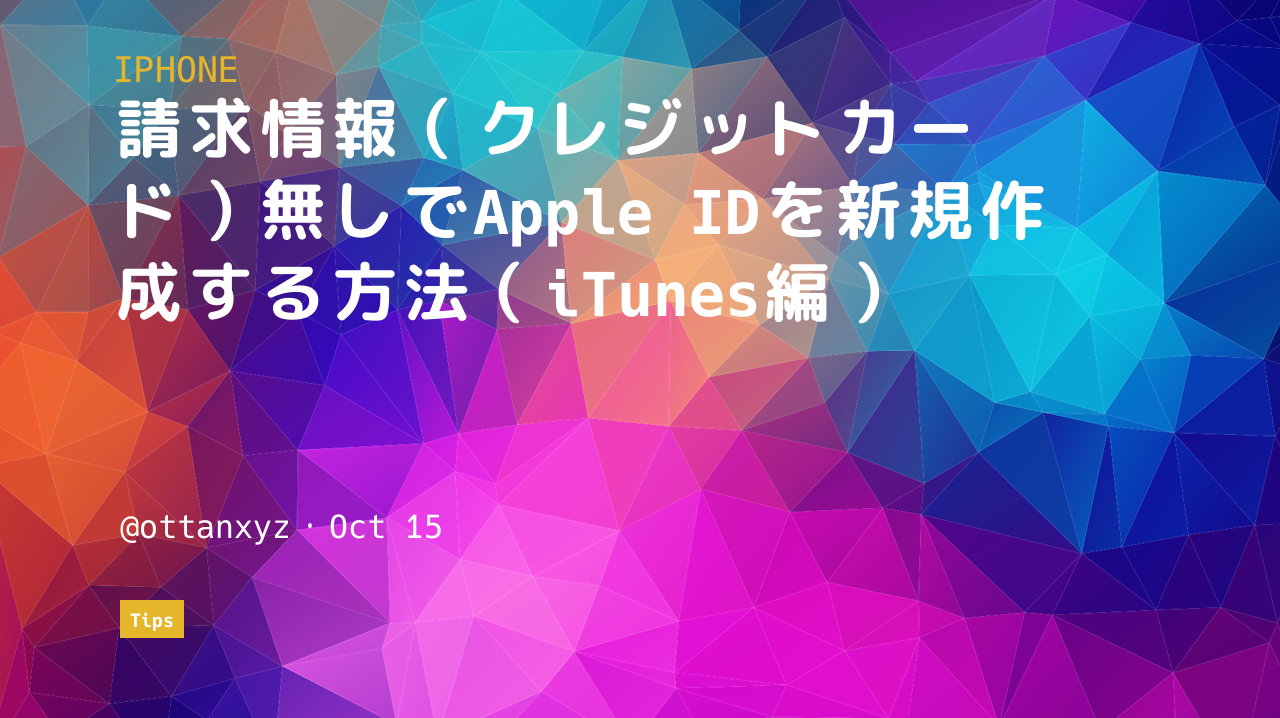 IPHONE
請求情報（クレジットカー
ド）無しでApple IDを新規作
成する方法（iTunes編）
@ottanxyz・Oct 15
Tips